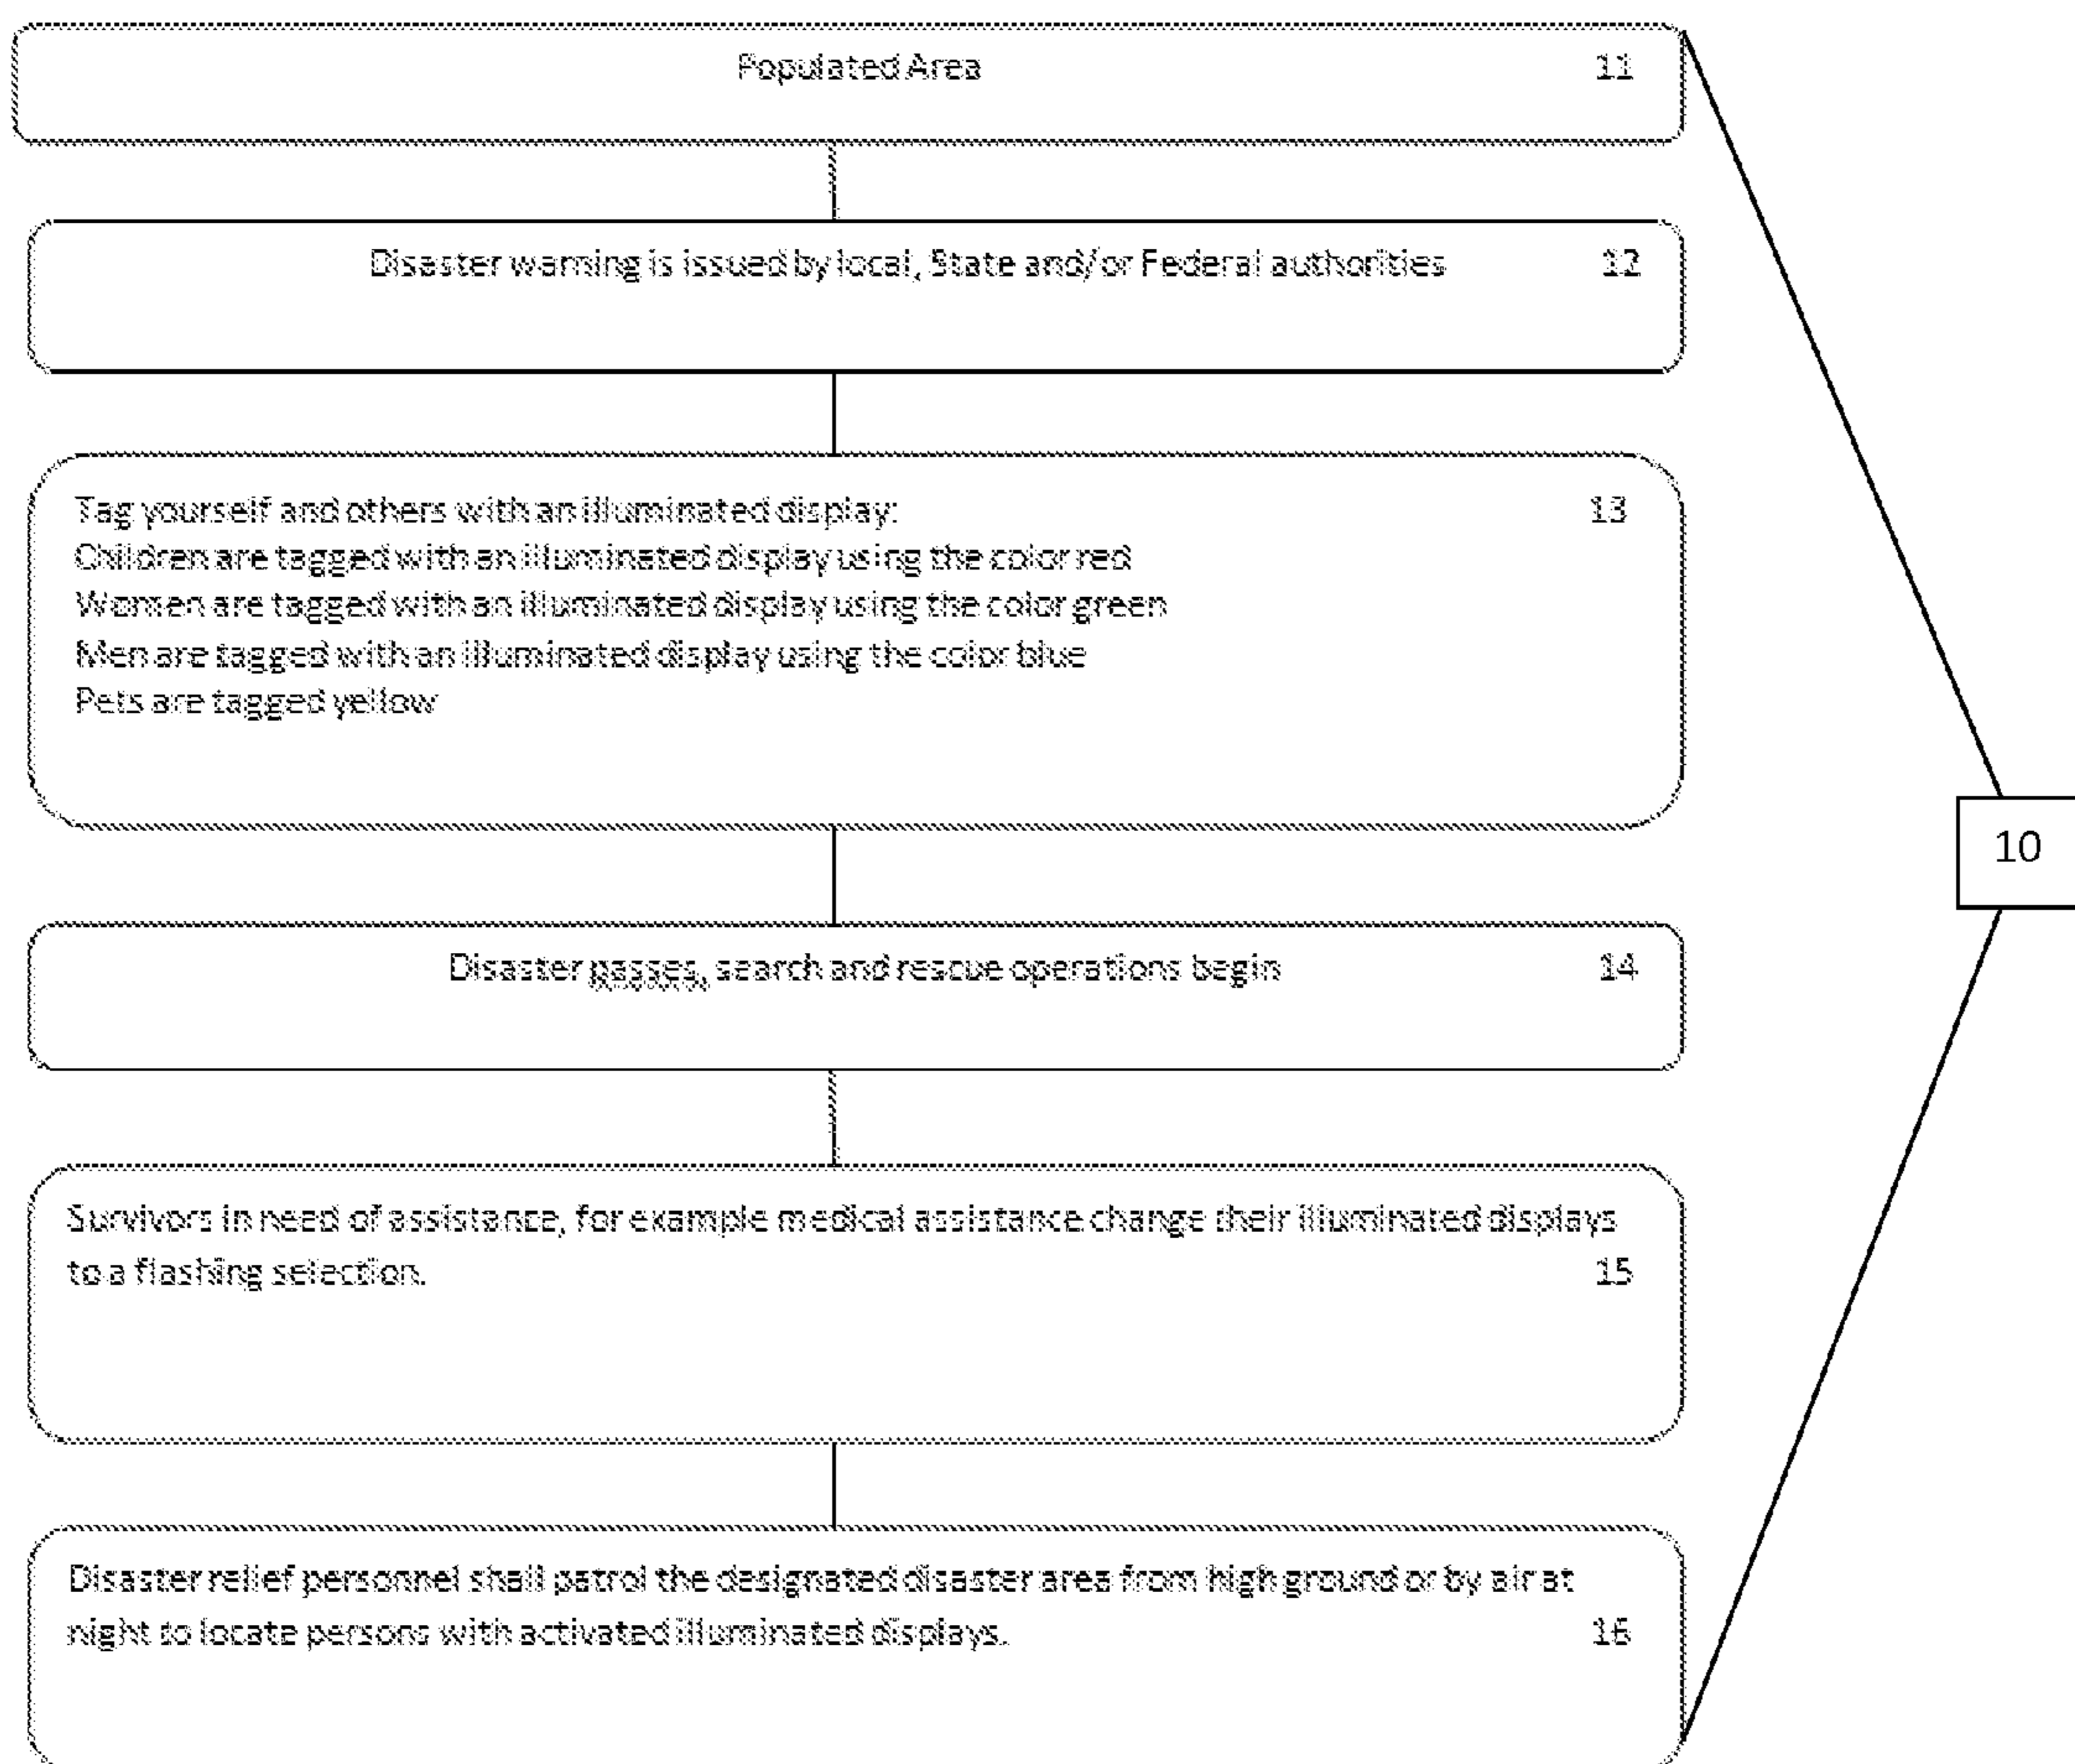 Populated Area 11
Disaster warning is issued by local, State and/or Federal authorities 12
Tag yourself and others with an illuminated display: 13
Children are tagged with an illuminated display using the color red
Women are tagged with an illuminated display using the color green
Men are tagged with an illuminated display using the color blue
Pets are tagged yellow
10
Disaster passes, search and rescue operations begin 14
Survivors in need of assistance, for example medical assistance change their illuminated displays
to a flashing selection. 15
Disaster relief personnel shall patrol the designated disaster area from high ground or by air at
night to locate persons with activated illuminated displays. 16